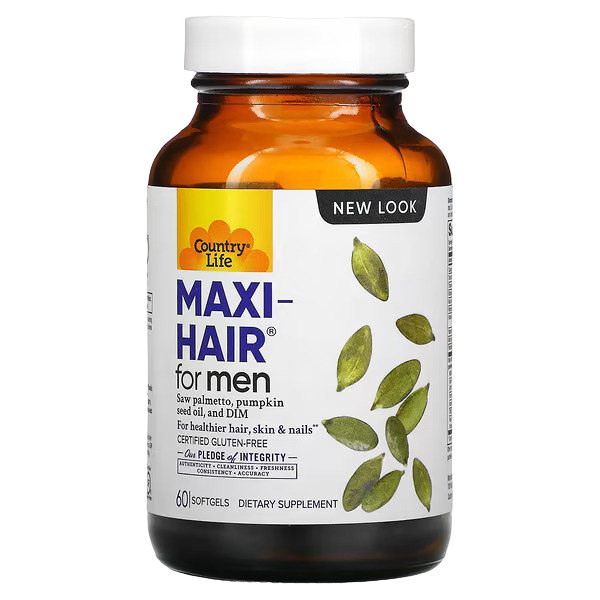 NEW LOOK
Country®
Life
MAXI-
HAIR®
for men
Saw palmetto, pumpkin
seed oil, and DIM
For healthier hair, skin & nails**
CERTIFIED GLUTEN-FREE
Our PLEDGE of INTEGRITY
AUTHENTICITY • CLEANLINESS • FRESHNESS
CONSISTENCY • ACCURACY
60 | SOFTGELS DIETARY SUPPLEMENT